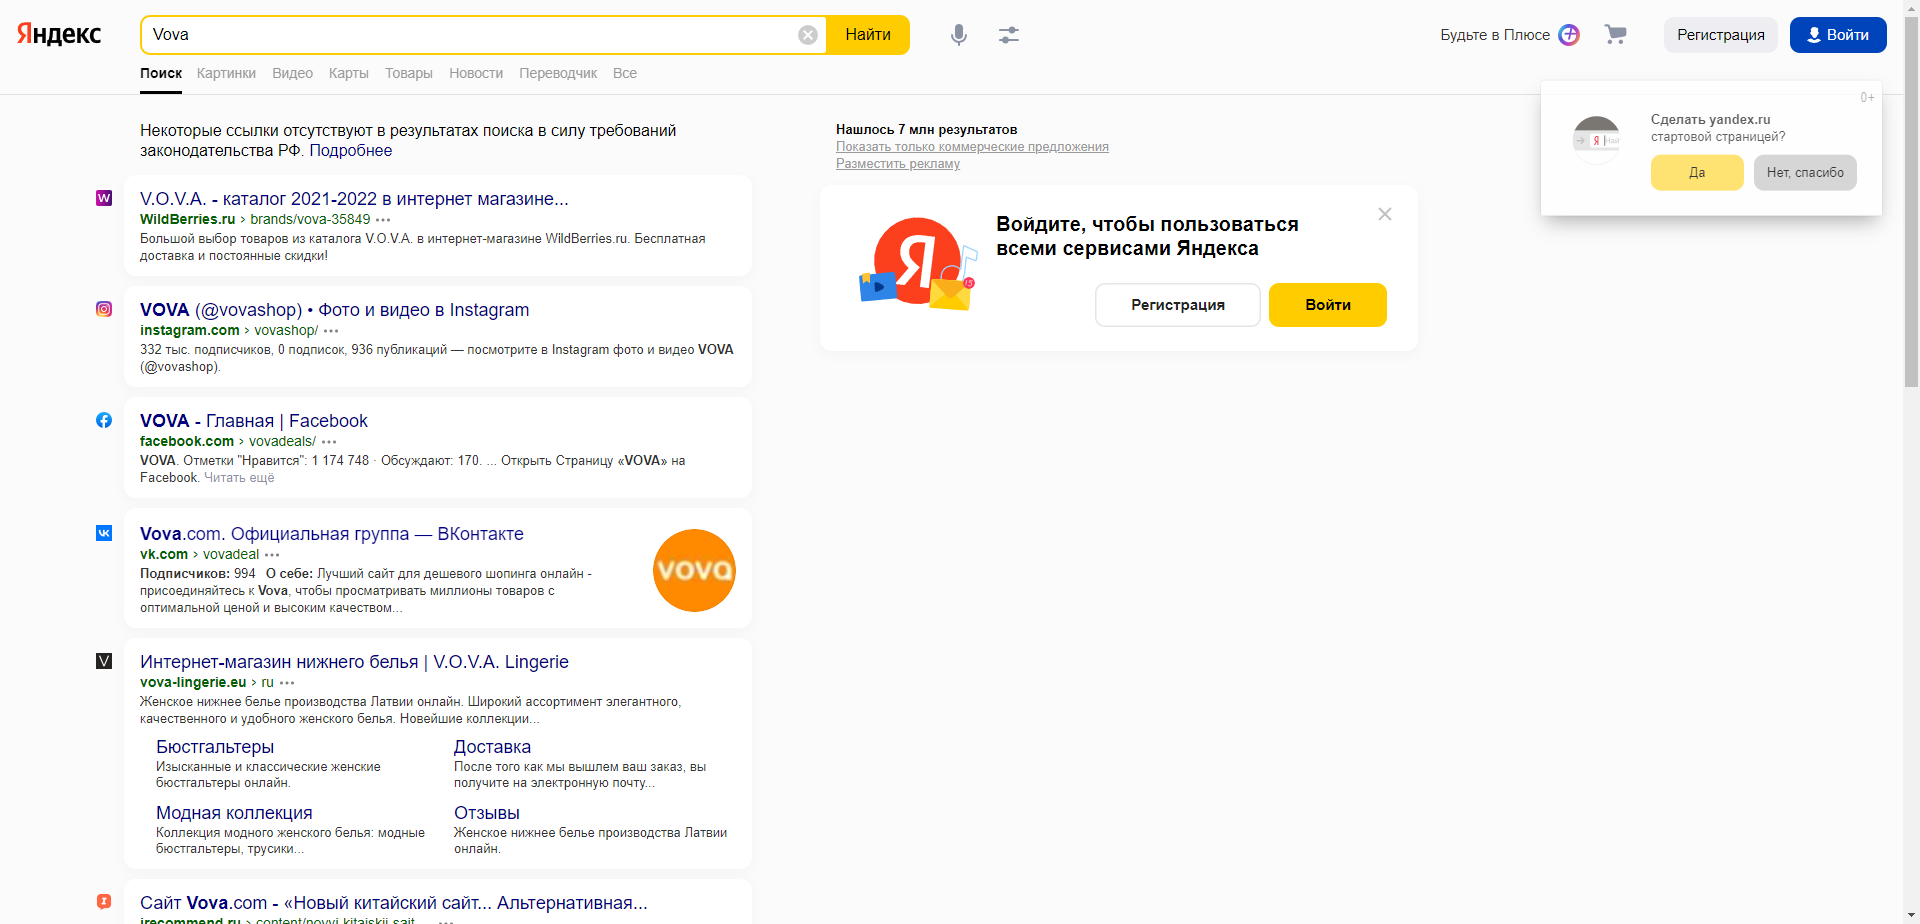 Яндекс
Vova
Найти
Будьте в Плюсе
Регистрация
Войти
Поиск Картинки Видео Карты Товары Новости Переводчик Все
0+
Сделать yandex.ru
стартовой страницей?
Да
Нет, спасибо
Некоторые ссылки отсутствуют в результатах поиска в силу требований
законодательства РФ. Подробнее
V.O.V.A. - каталог 2021-2022 в интернет магазине...
WildBerries.ru › brands/vova-35849
Большой выбор товаров из каталога V.O.V.A. в интернет-магазине WildBerries.ru. Бесплатная
доставка и постоянные скидки!
VOVA (@vovashop) • Фото и видео в Instagram
instagram.com › vovashop/
332 тыс. подписчиков, 0 подписок, 936 публикаций — посмотрите в Instagram фото и видео VOVA
(@vovashop).
VOVA - Главная | Facebook
facebook.com › vovadeals/
VOVA. Отметки "Нравится": 1 174 748 · Обсуждают: 170. ... Открыть Страницу «VOVA» на
Facebook. Читать ещё
Vova.com. Официальная группа — ВКонтакте
vk.com › vovadeal
Подписчиков: 994 О себе: Лучший сайт для дешевого шопинга онлайн -
присоединяйтесь к Vova, чтобы просматривать миллионы товаров с
оптимальной ценой и высоким качеством...
vova
Интернет-магазин нижнего белья | V.O.V.A. Lingerie
vova-lingerie.eu › ru
Женское нижнее белье производства Латвии онлайн. Широкий ассортимент элегантного,
качественного и удобного женского белья. Новейшие коллекции...
Бюстгальтеры
Изысканные и классические женские
бюстгальтеры онлайн.
Доставка
После того как мы вышлем ваш заказ, вы
получите на электронную почту...
Модная коллекция
Коллекция модного женского белья: модные
бюстгальтеры, трусики...
Отзывы
Женское нижнее белье производства Латвии
онлайн.
Сайт Vova.com - «Новый китайский сайт... Альтернативная...
irecommend.ru › content/novyj-kitajskij-sajt...
Нашлось 7 млн результатов
Показать только коммерческие предложения
Разместить рекламу
Я
15
Войдите, чтобы пользоваться
всеми сервисами Яндекса
Регистрация
Войти